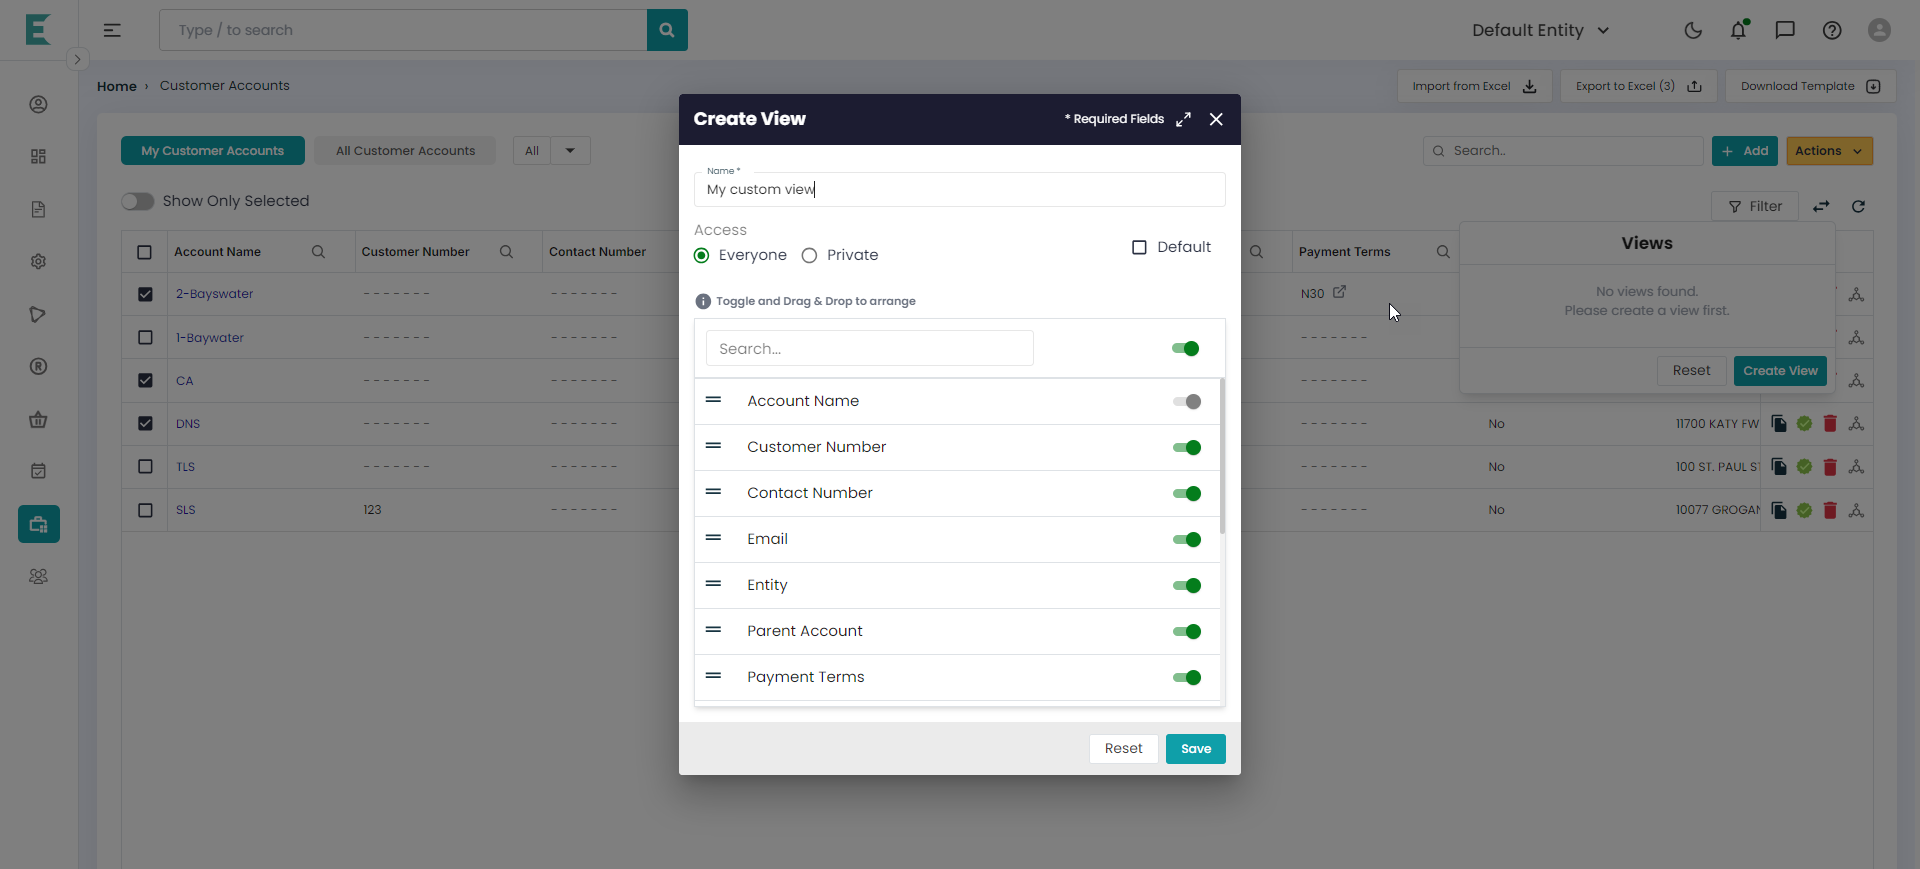 Type / to search
Default Entity
Home › Customer Accounts
Import from Excel
Export to Excel (3)
Download Template
My Customer Accounts
All Customer Accounts
All
Search..
+ Add
Actions
Show Only Selected
Filter
Account Name
Customer Number
Contact Number
Payment Terms
2-Bayswater
- - - - - - -
- - - - - - -
N30
1-Baywater
- - - - - - -
- - - - - - -
- - - - - - -
CA
- - - - - - -
- - - - - - -
- - - - - - -
DNS
- - - - - - -
- - - - - - -
- - - - - - -
No
11700 KATY FW
TLS
- - - - - - -
- - - - - - -
- - - - - - -
No
100 ST. PAUL S
SLS
123
- - - - - - -
- - - - - - -
No
10077 GROGAN
Views
No views found.
Please create a view first.
Reset
Create View
Create View
* Required Fields
Name *
My custom view
Access
Everyone
Private
Default
Toggle and Drag & Drop to arrange
Search...
Account Name
Customer Number
Contact Number
Email
Entity
Parent Account
Payment Terms
Reset
Save